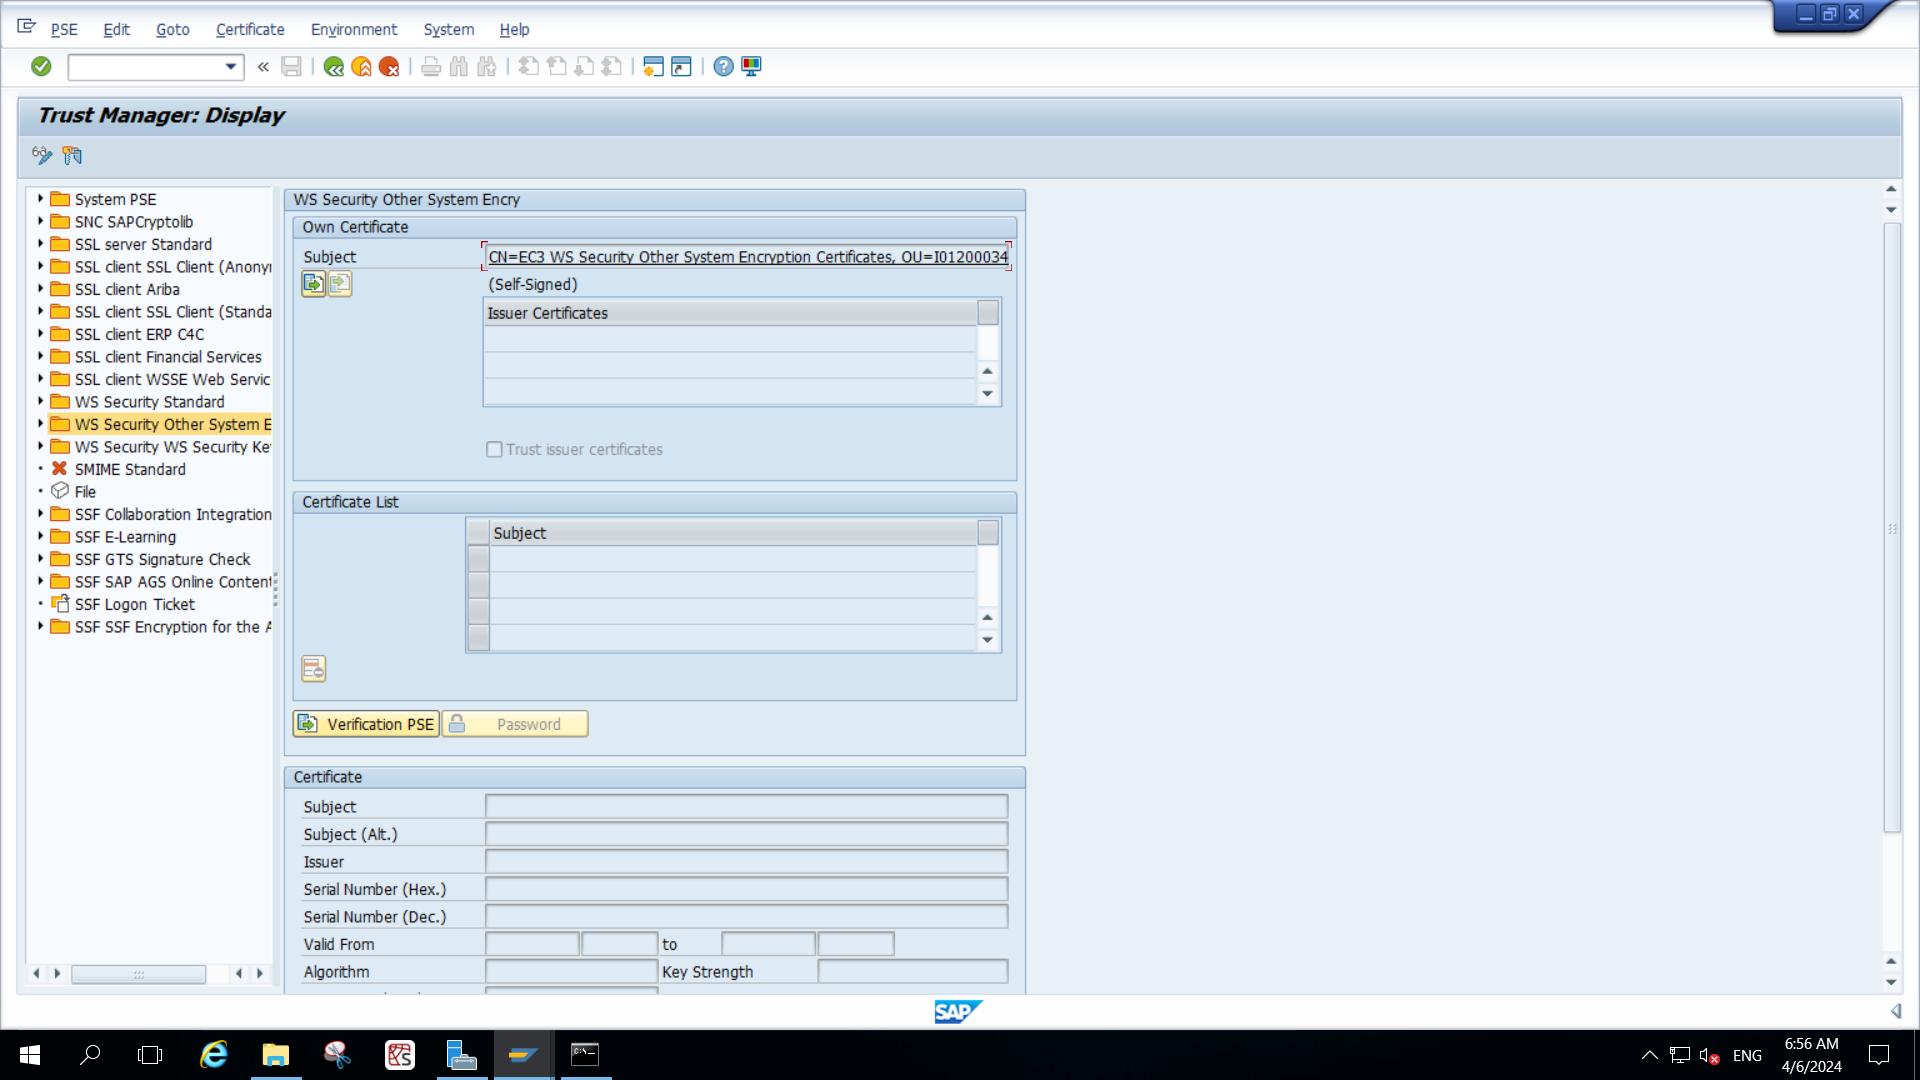 PSE Edit Goto Certificate Environment System Help
Trust Manager: Display
System PSE
SNC SAPCryptolib
SSL server Standard
SSL client SSL Client (Anony
SSL client Ariba
SSL client SSL Client (Standa
SSL client ERP C4C
SSL client Financial Services
SSL client WSSE Web Servic
WS Security Standard
WS Security Other System E
WS Security WS Security Ke
SMIME Standard
File
SSF Collaboration Integration
SSF E-Learning
SSF GTS Signature Check
SSF SAP AGS Online Content
SSF Logon Ticket
SSF SSF Encryption for the A
WS Security Other System Encry
Own Certificate
Subject CN=EC3 WS Security Other System Encryption Certificates, OU=I01200034
(Self-Signed)
Issuer Certificates
Trust issuer certificates
Certificate List
Subject
Verification PSE Password
Certificate
Subject
Subject (Alt.)
Issuer
Serial Number (Hex.)
Serial Number (Dec.)
Valid From to
Algorithm Key Strength
SAP
ENG
6:56 AM
4/6/2024